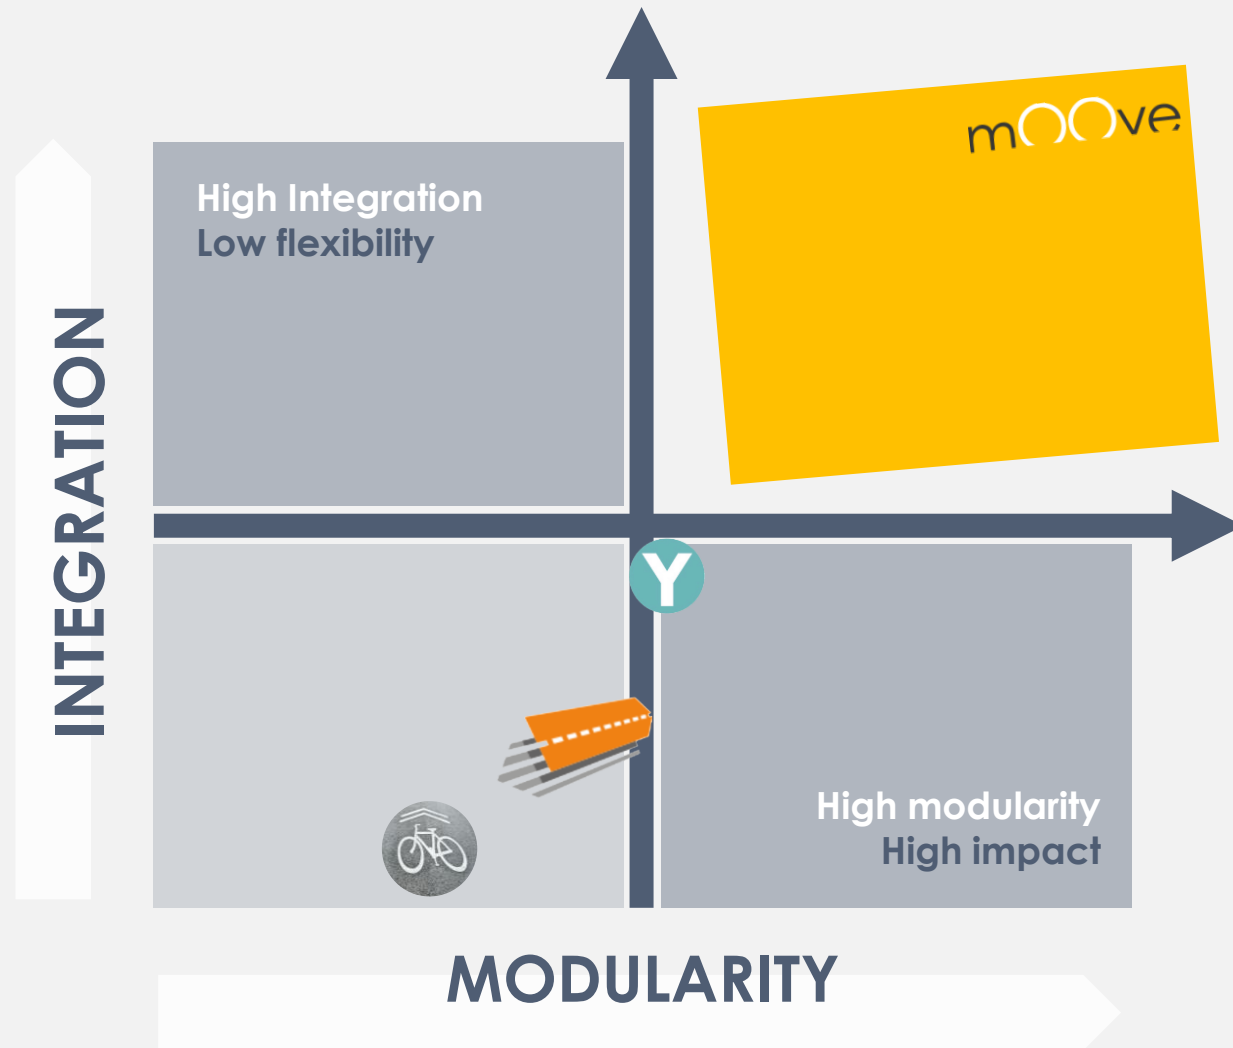 mOOve
High Integration
Low flexibility
INTEGRATION
Y
High modularity
High impact
MODULARITY